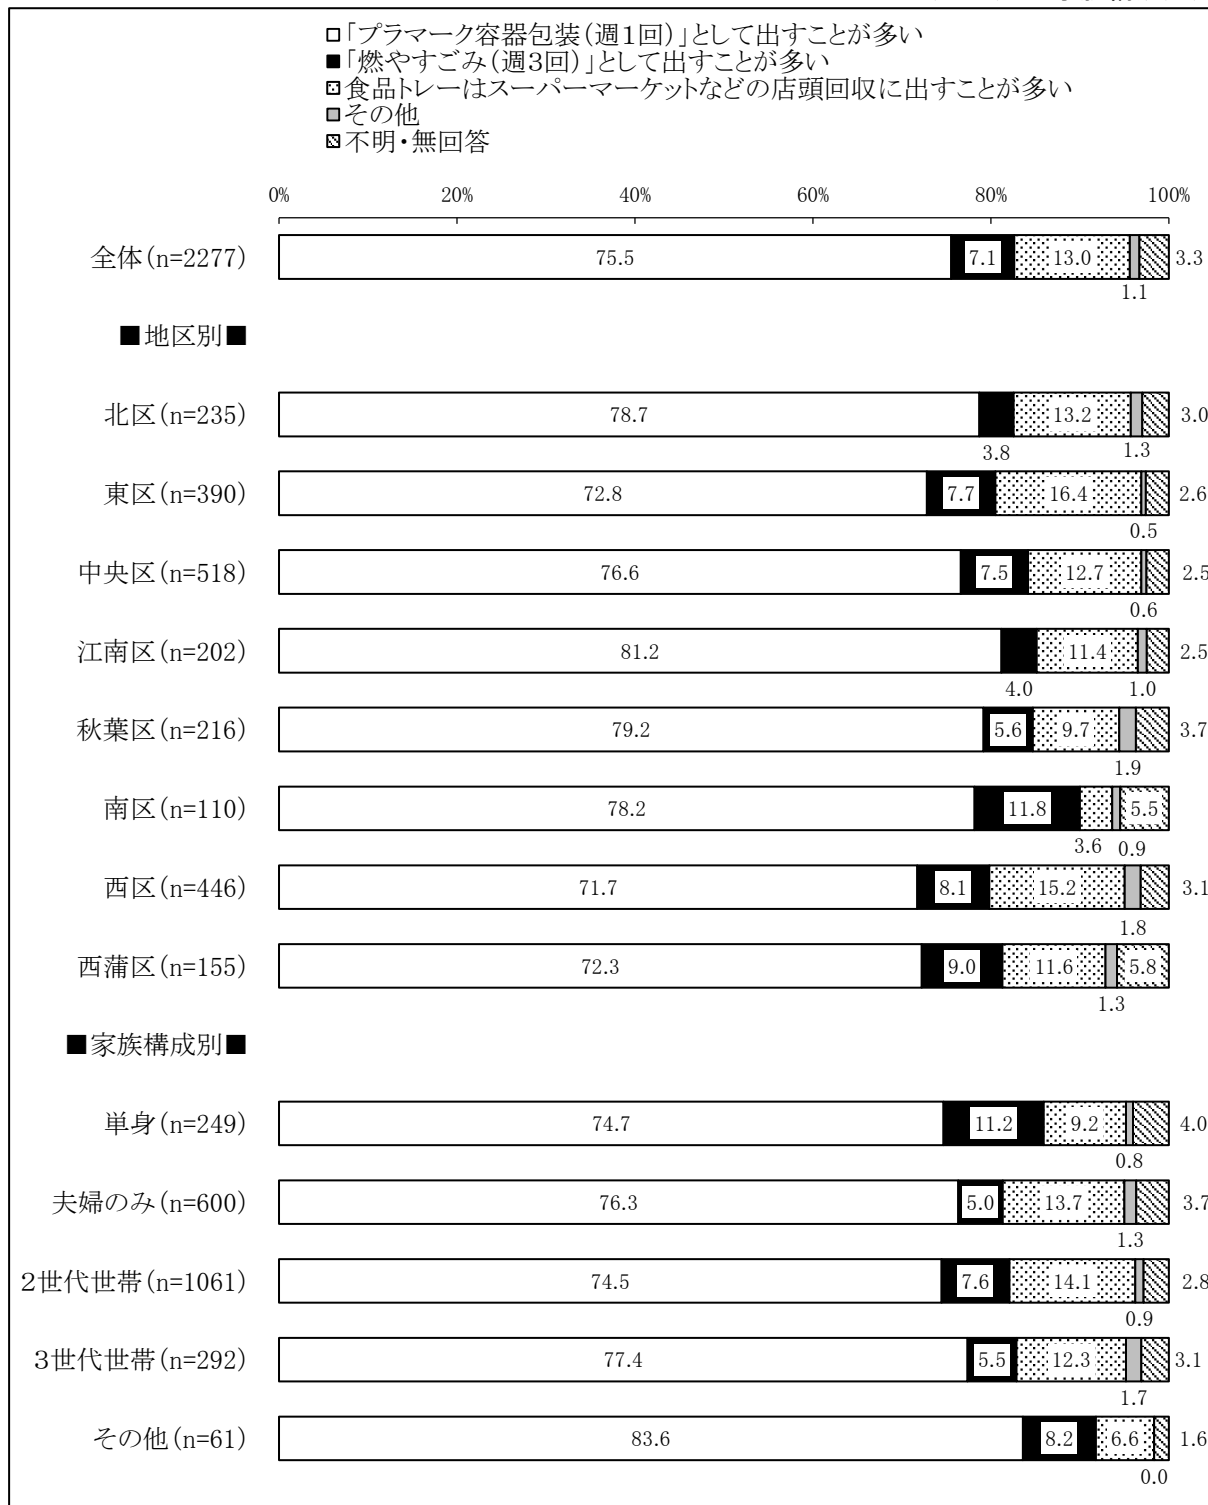 □「プラマーク容器包装(週1回)」として出すことが多い
■「燃やすごみ(週3回)」として出すことが多い
食品トレーはスーパーマーケットなどの店頭回収に出すことが多い
その他
不明・無回答
0% 20% 40% 60% 80% 100%
全体(n=2277) 75.5 7.1 13.0 3.3
1.1
■地区別■
北区(n=235) 78.7 13.2 3.0
3.8 1.3
東区(n=390) 72.8 7.7 16.4 2.6
0.5
中央区(n=518) 76.6 7.5 12.7 2.5
0.6
江南区(n=202) 81.2 11.4 2.5
4.0 1.0
秋葉区(n=216) 79.2 5.6 9.7 3.7
1.9
南区(n=110) 78.2 11.8 5.5
3.6 0.9
西区(n=446) 71.7 8.1 15.2 3.1
1.8
西蒲区(n=155) 72.3 9.0 11.6 5.8
1.3
■家族構成別■
単身(n=249) 74.7 11.2 9.2 4.0
0.8
夫婦のみ(n=600) 76.3 5.0 13.7 3.7
1.3
2世代世帯(n=1061) 74.5 7.6 14.1 2.8
0.9
3世代世帯(n=292) 77.4 5.5 12.3 3.1
1.7
その他(n=61) 83.6 8.2 6.6 1.6
0.0